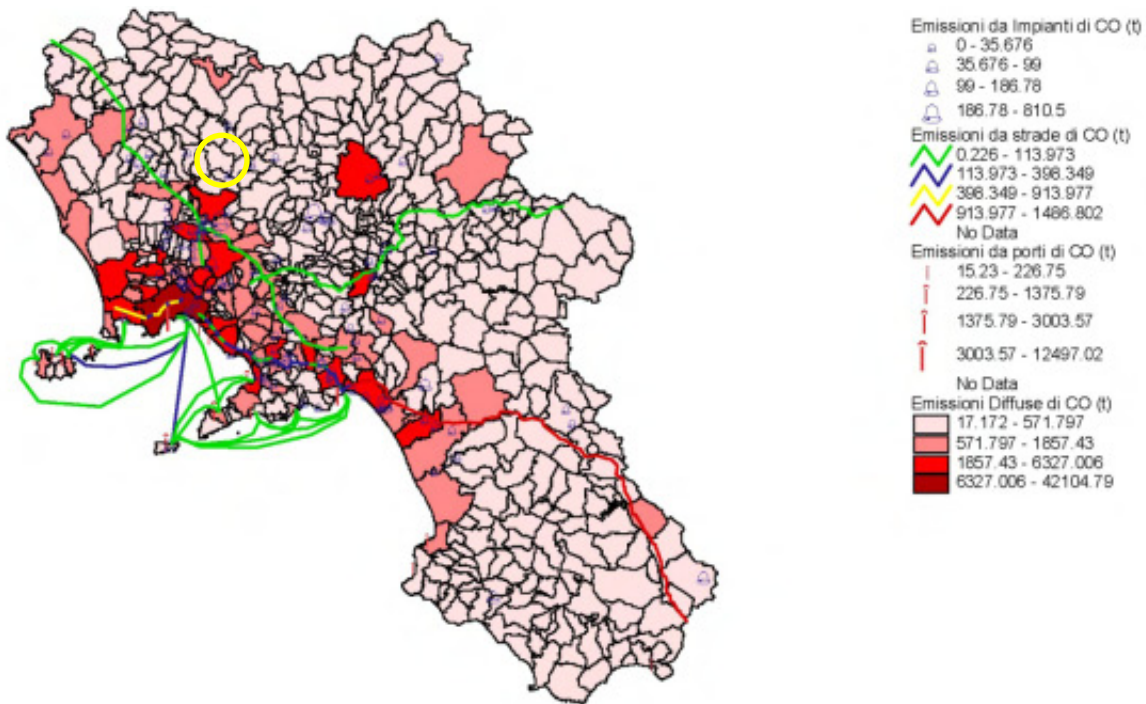 Emissioni da Impianti di CO (t)
0 - 35.676
35.676 - 99
99 - 186.78
186.78 - 810.5
Emissioni da strade di CO (t)
0.226 - 113.973
113.973 - 398.349
398.349 - 913.977
913.977 - 1486.802
No Data
Emissioni da porti di CO (t)
15.23 - 226.75
226.75 - 1375.79
1375.79 - 3003.57
3003.57 - 12497.02
No Data
Emissioni Diffuse di CO (t)
17.172 - 571.797
571.797 - 1857.43
1857.43 - 6327.006
6327.006 - 42104.79